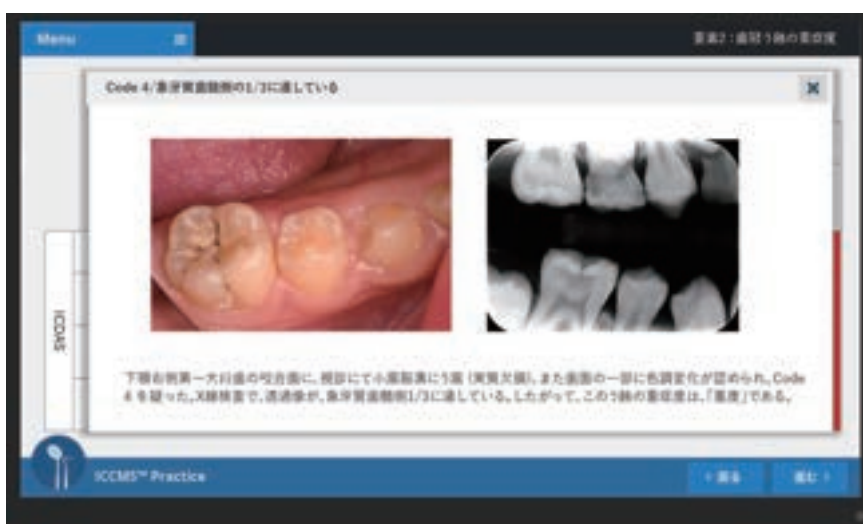 Menu
要素2：歯冠う蝕の重症度
Code 4/象牙質歯髄側の1/3に達している
ICDAS
下顎右側第一大臼歯の咬合面に、視診にて小窩裂溝にう窩（実質欠損）、また歯面の一部に色調変化が認められ、Code
4 を疑った。X線検査で、透過像が、象牙質歯髄側1/3に達している。したがって、このう蝕の重症度は、「重度」である。
ICCMS™ Practice
戻る
進む